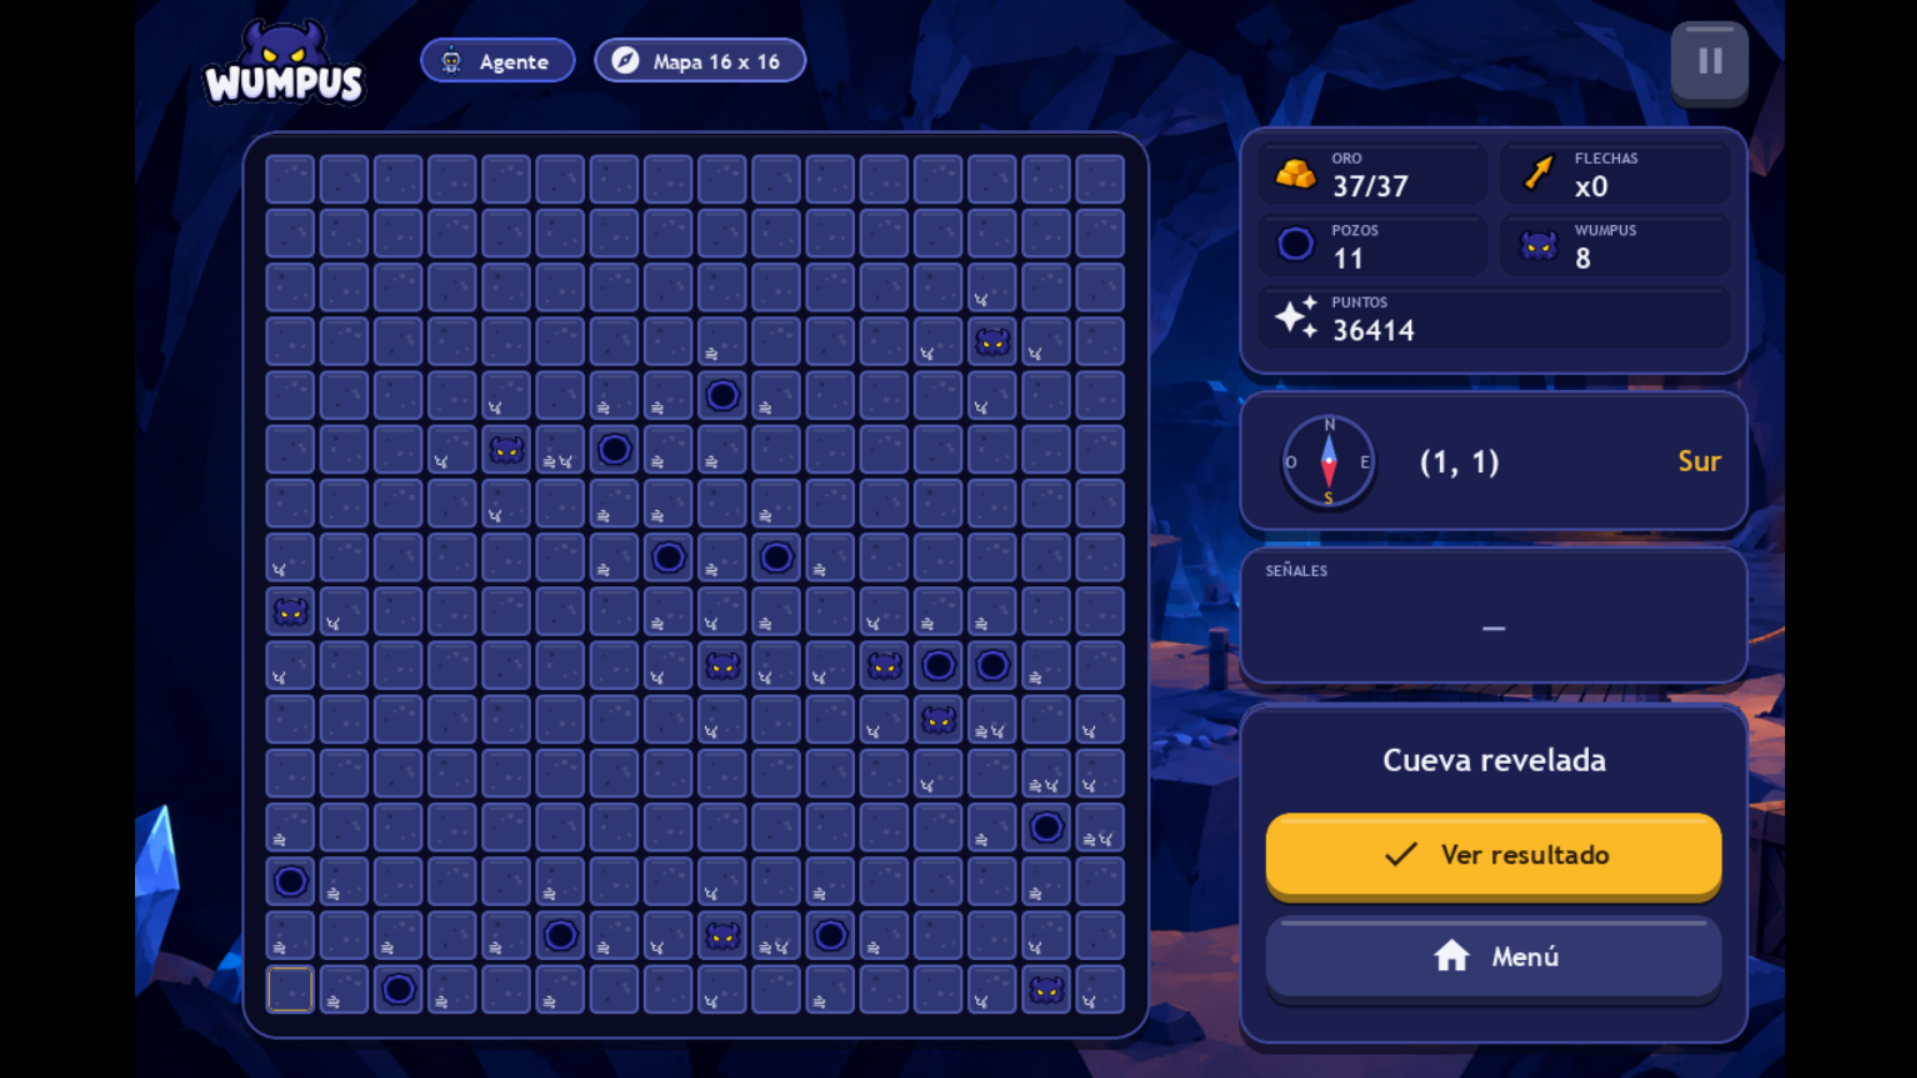 WUMPUS
Agente
Mapa 16 x 16
ORO
37/37
FLECHAS
x0
POZOS
11
WUMPUS
8
PUNTOS
36414
N
O
E
S
(1, 1)
Sur
SEÑALES
—
Cueva revelada
Ver resultado
Menú